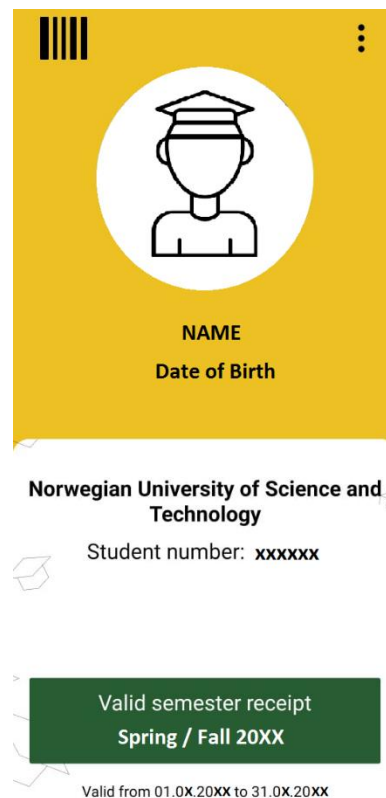 NAME
Date of Birth
Norwegian University of Science and
Technology
Student number: xxxxxx
Valid semester receipt
Spring / Fall 20XX
Valid from 01.0X.20XX to 31.0X.20XX